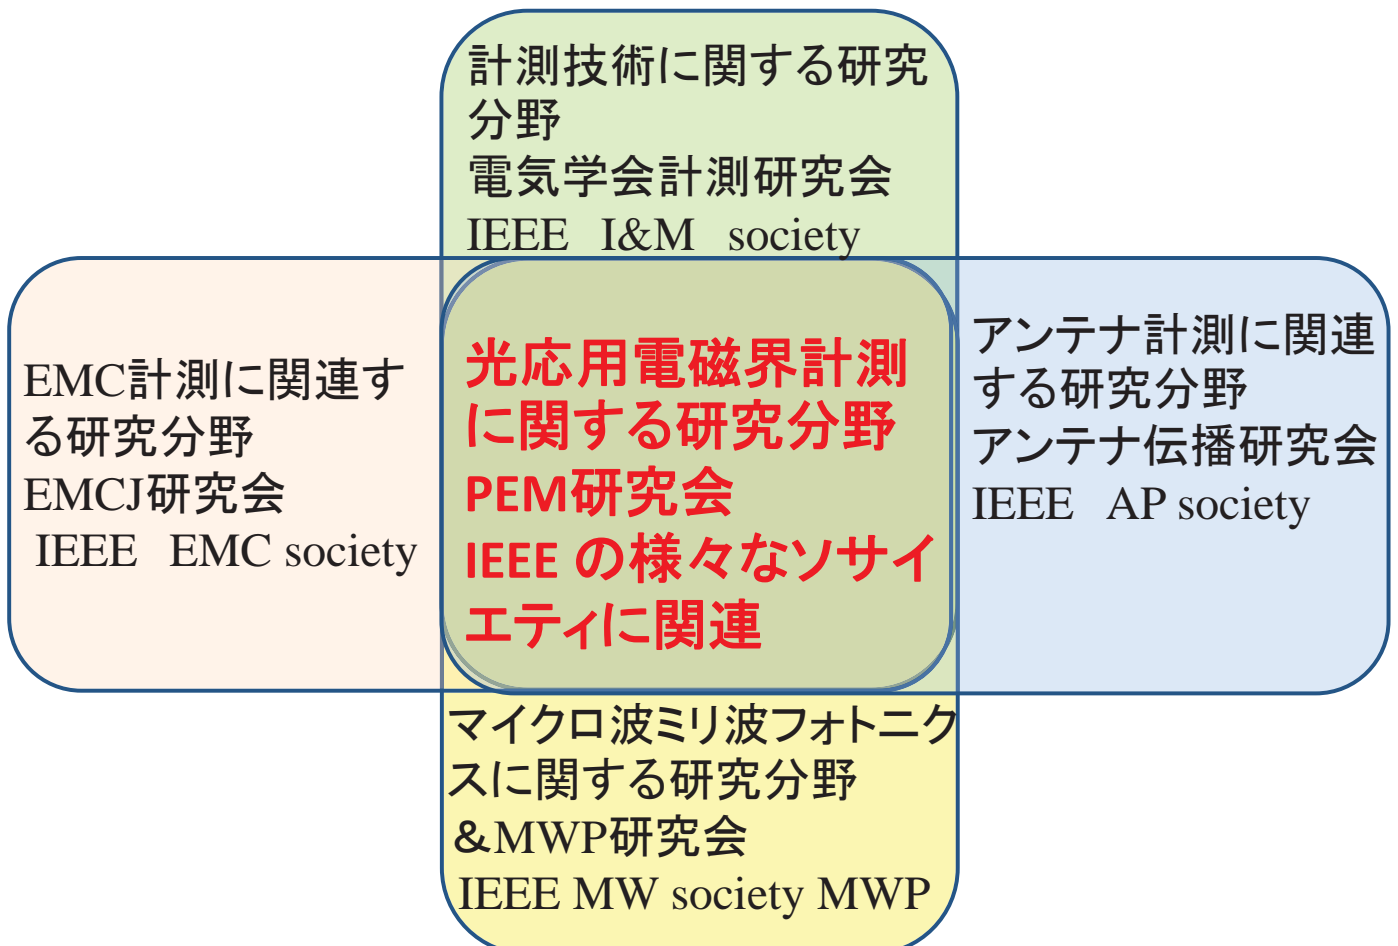 計測技術に関する研究
分野
電気学会計測研究会
IEEE I&M society
EMC計測に関連す
る研究分野
EMCJ研究会
IEEE EMC society
光応用電磁界計測
に関する研究分野
PEM研究会
IEEE の様々なソサイ
エティに関連
アンテナ計測に関連
する研究分野
アンテナ伝播研究会
IEEE AP society
マイクロ波ミリ波フォトニク
スに関する研究分野
＆MWP研究会
IEEE MW society MWP